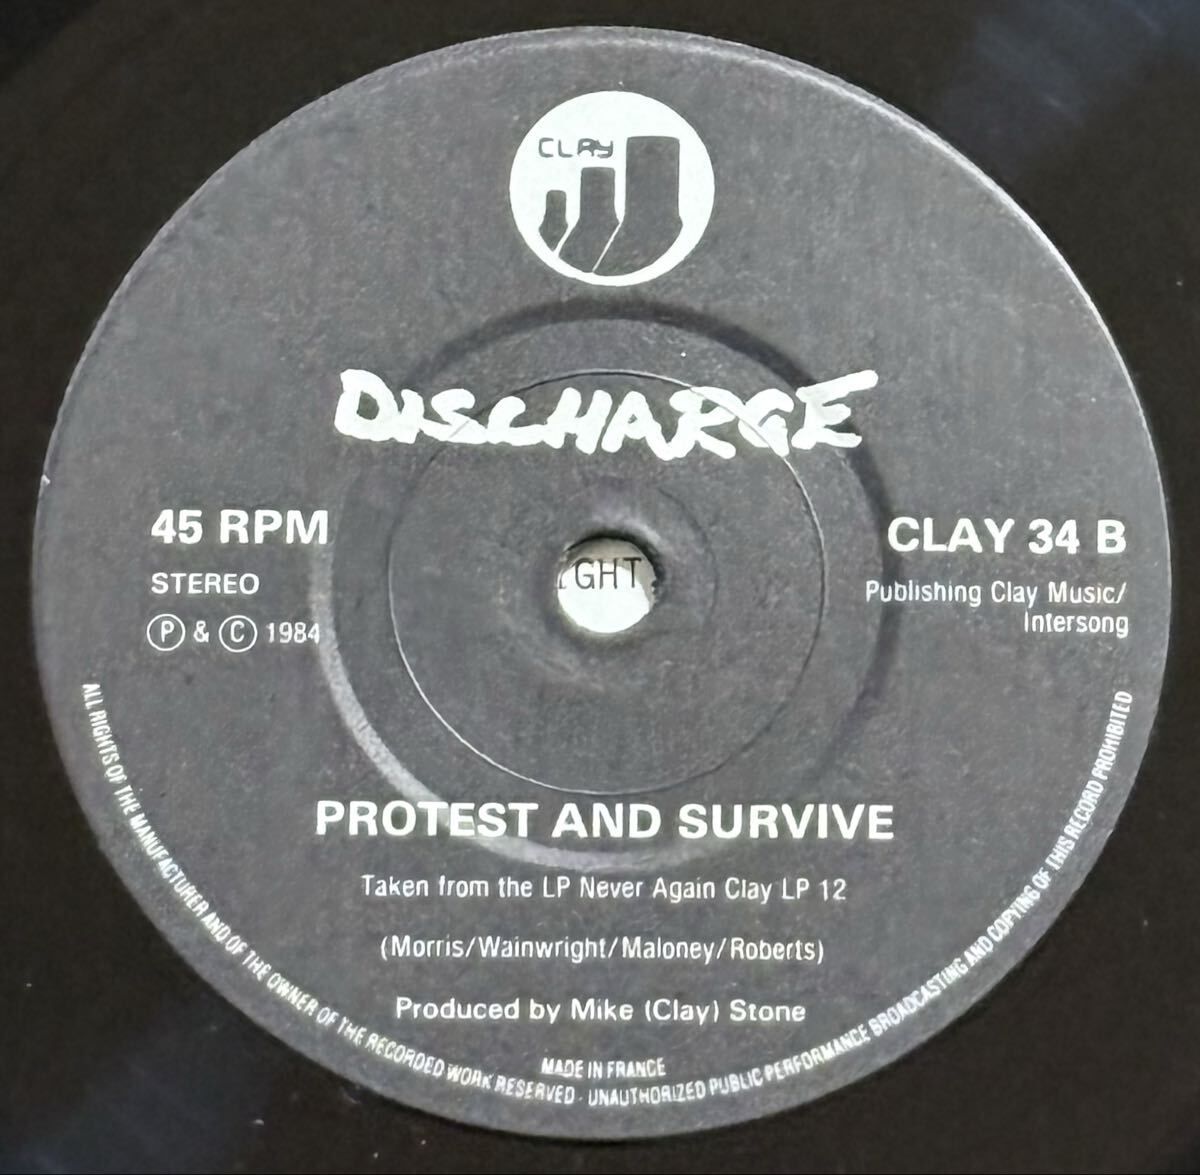 CLAY
DISCHARGE
45 RPM
STEREO
Ⓟ & Ⓒ 1984
CLAY 34 B
Publishing Clay Music/
Intersong
GHT
PROTEST AND SURVIVE
Taken from the LP Never Again Clay LP 12
(Morris/Wainwright/Maloney/Roberts)
Produced by Mike (Clay) Stone
MADE IN FRANCE
ALL RIGHTS OF THE MANUFACTURER AND OF THE OWNER OF THE RECORDED WORK RESERVED · UNAUTHORIZED PUBLIC PERFORMANCE BROADCASTING AND COPYING OF THIS RECORD PROHIBITED